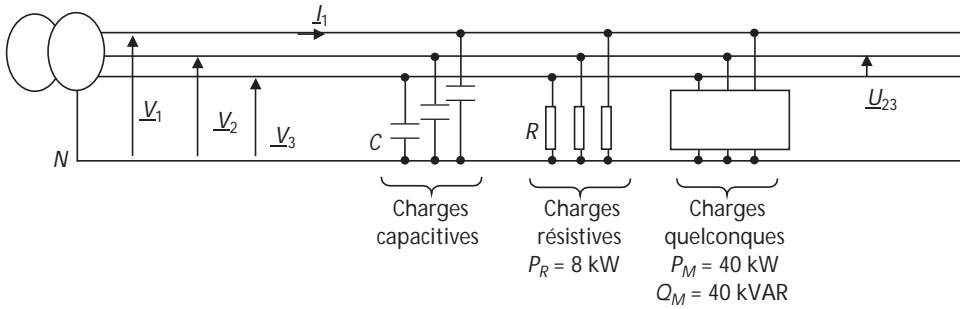 I1
V1
V2
V3
U23
N
C
R
Charges
capacitives
Charges
résistives
PR = 8 kW
Charges
quelconques
PM = 40 kW
QM = 40 kVAR